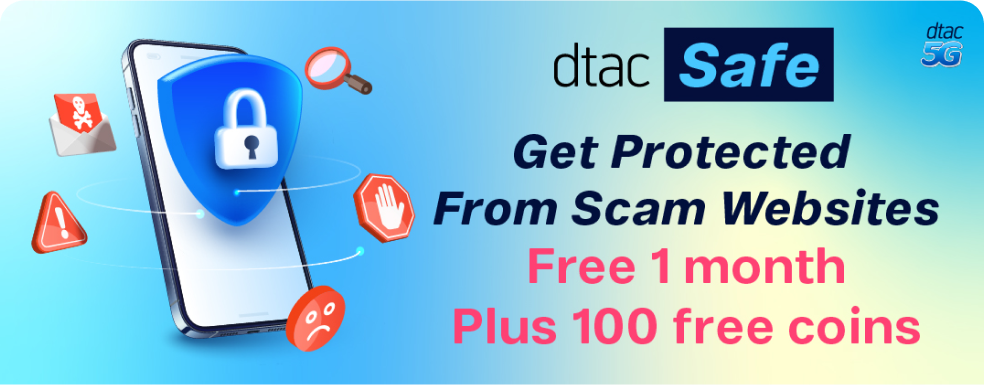 dtac Safe
dtac
5G
Get Protected
From Scam Websites
Free 1 month
Plus 100 free coins